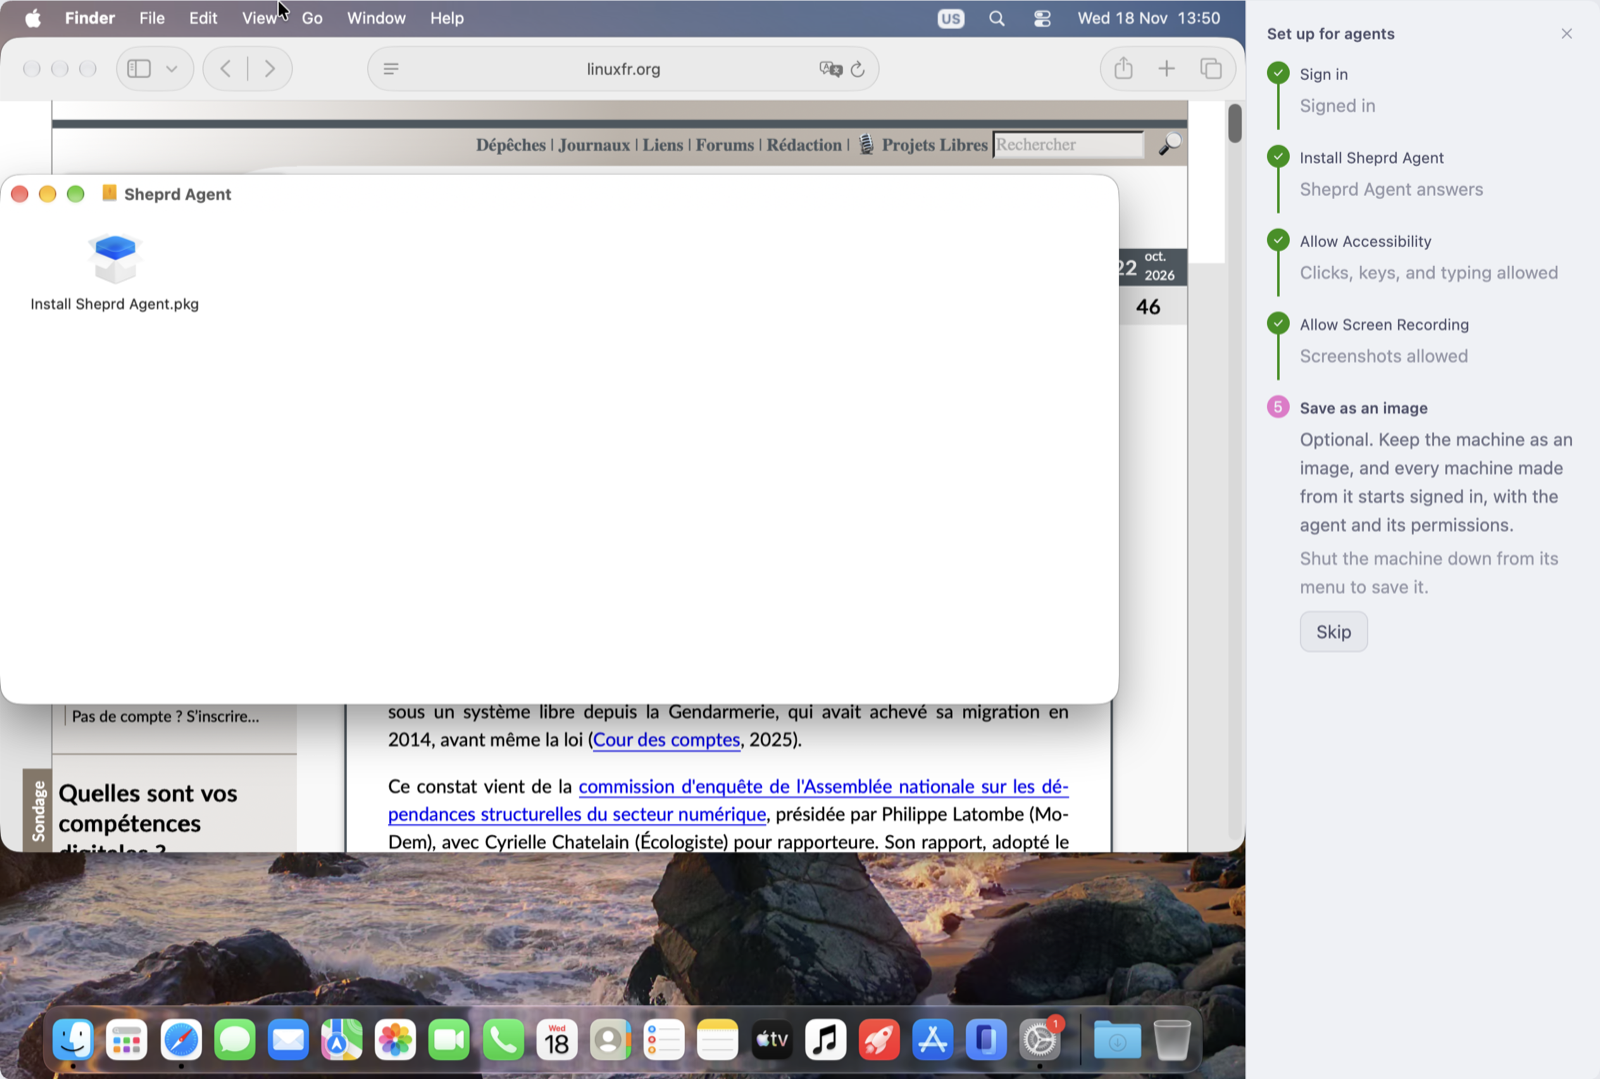 Finder File Edit View Go Window Help US Wed 18 Nov 13:50
linuxfr.org
Dépêches | Journaux | Liens | Forums | Rédaction | Projets Libres Rechercher
Sheprd Agent
Install Sheprd Agent.pkg
22 oct. 2026
46
Pas de compte ? S'inscrire...
Sondage
Quelles sont vos
compétences
digitales ?
sous un système libre depuis la Gendarmerie, qui avait achevé sa migration en
2014, avant même la loi (Cour des comptes, 2025).
Ce constat vient de la commission d'enquête de l'Assemblée nationale sur les dé-
pendances structurelles du secteur numérique, présidée par Philippe Latombe (Mo-
Dem), avec Cyrielle Chatelain (Écologiste) pour rapporteure. Son rapport, adopté le
Wed
18
tv
1
Set up for agents
Sign in
Signed in
Install Sheprd Agent
Sheprd Agent answers
Allow Accessibility
Clicks, keys, and typing allowed
Allow Screen Recording
Screenshots allowed
5 Save as an image
Optional. Keep the machine as an
image, and every machine made
from it starts signed in, with the
agent and its permissions.
Shut the machine down from its
menu to save it.
Skip